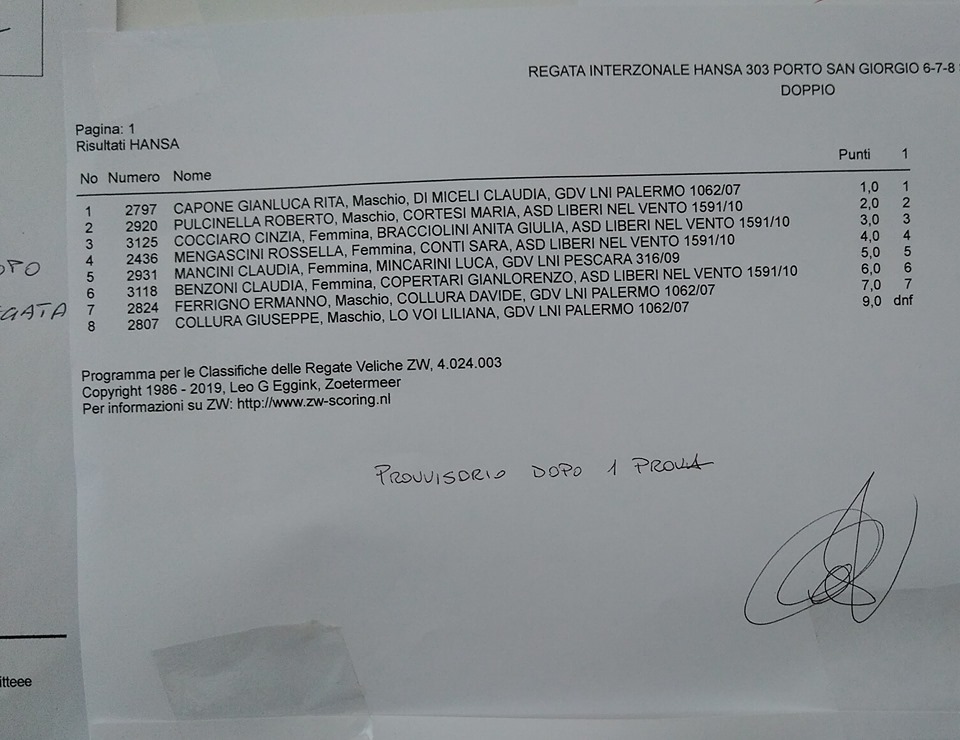 REGATA INTERZONALE HANSA 303 PORTO SAN GIORGIO 6-7-8
DOPPIO
Pagina: 1
Risultati HANSA
No Numero Nome Punti 1
1 2797 CAPONE GIANLUCA RITA, Maschio, DI MICELI CLAUDIA, GDV LNI PALERMO 1062/07 1,0 1
2 2920 PULCINELLA ROBERTO, Maschio, CORTESI MARIA, ASD LIBERI NEL VENTO 1591/10 2,0 2
3 3125 COCCIARO CINZIA, Femmina, BRACCIOLINI ANITA GIULIA, ASD LIBERI NEL VENTO 1591/10 3,0 3
4 2436 MENGASCINI ROSSELLA, Femmina, CONTI SARA, ASD LIBERI NEL VENTO 1591/10 4,0 4
5 2931 MANCINI CLAUDIA, Femmina, MINCARINI LUCA, GDV LNI PESCARA 316/09 5,0 5
6 3118 BENZONI CLAUDIA, Femmina, COPERTARI GIANLORENZO, ASD LIBERI NEL VENTO 1591/10 6,0 6
7 2824 FERRIGNO ERMANNO, Maschio, COLLURA DAVIDE, GDV LNI PALERMO 1062/07 7,0 7
8 2807 COLLURA GIUSEPPE, Maschio, LO VOI LILIANA, GDV LNI PALERMO 1062/07 9,0 dnf
Programma per le Classifiche delle Regate Veliche ZW, 4.024.003
Copyright 1986 - 2019, Leo G Eggink, Zoetermeer
Per informazioni su ZW: http://www.zw-scoring.nl
PROVVISORIO DOPO 1 PROVA
OPO
GATA
itteee